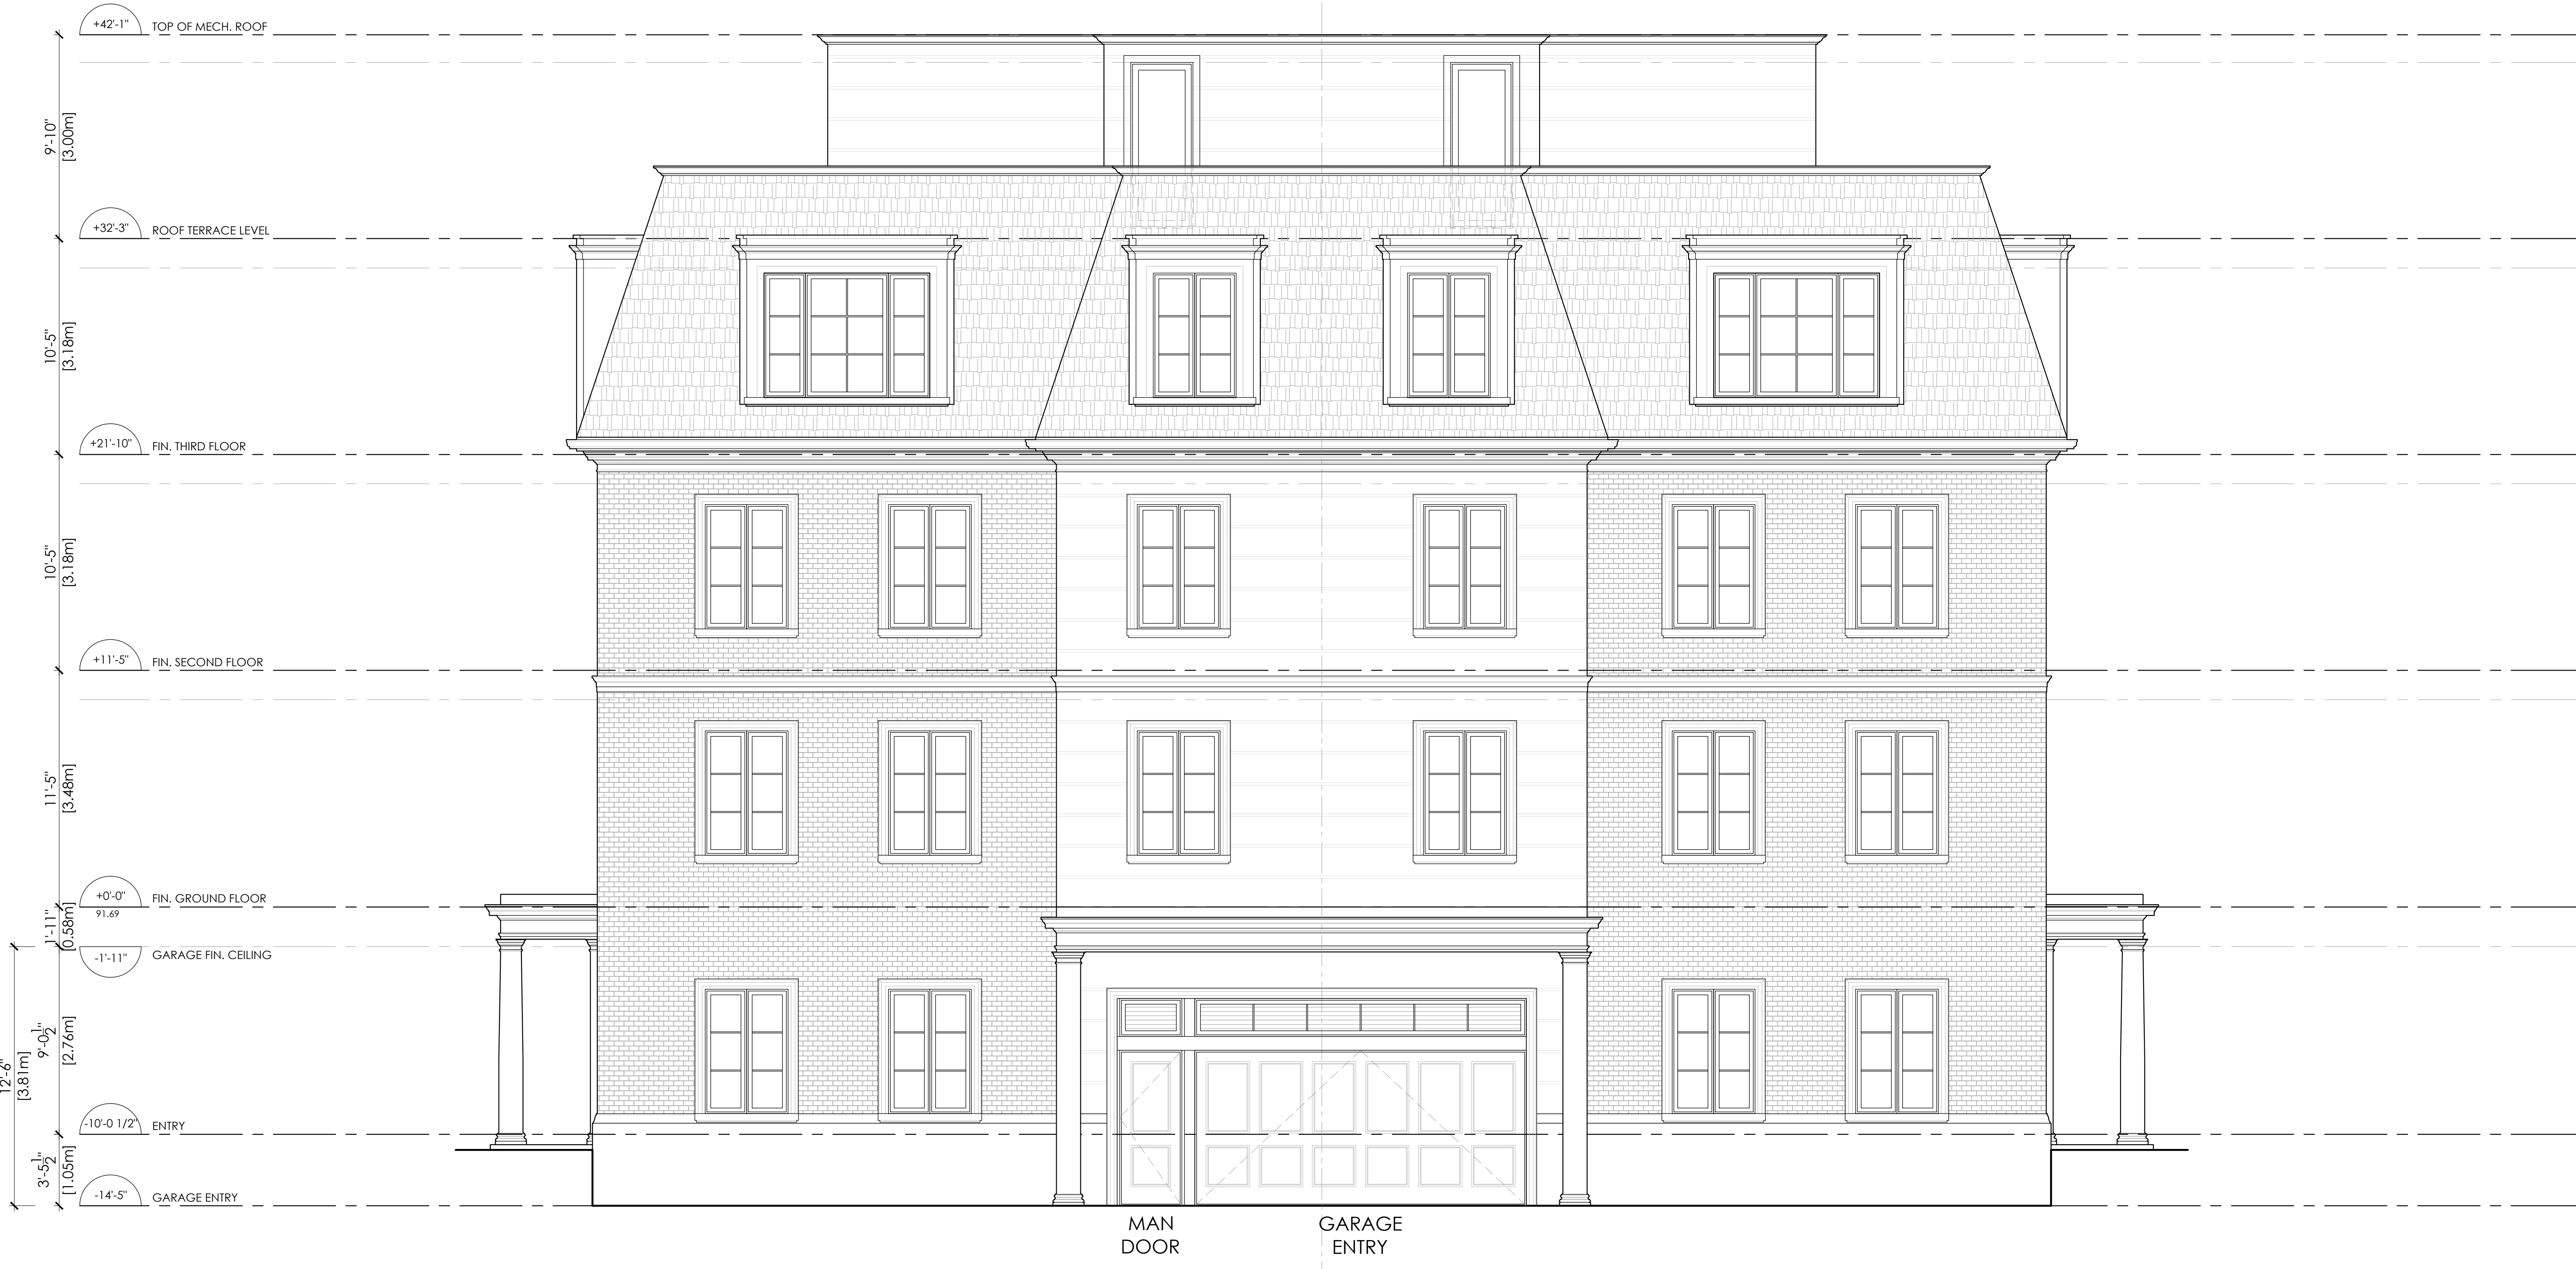 +42'-1" TOP OF MECH. ROOF
9'-10"
[3.00m]
+32'-3" ROOF TERRACE LEVEL
10'-5"
[3.18m]
+21'-10" FIN. THIRD FLOOR
10'-5"
[3.18m]
+11'-5" FIN. SECOND FLOOR
11'-5"
[3.48m]
+0'-0" FIN. GROUND FLOOR
91.69
1'-11"
[0.58m]
-1'-11" GARAGE FIN. CEILING
9'-0 1/2"
[2.76m]
12'-6"
[3.81m]
-10'-0 1/2" ENTRY
3'-5 1/2"
[1.05m]
-14'-5" GARAGE ENTRY
MAN
DOOR
GARAGE
ENTRY